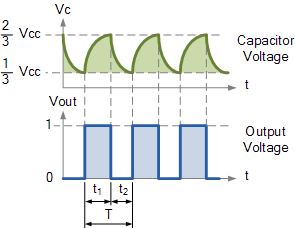 Vc
2/3 Vcc
Capacitor
Voltage
1/3 Vcc
t
Vout
1
Output
Voltage
0
t
t1 t2
T